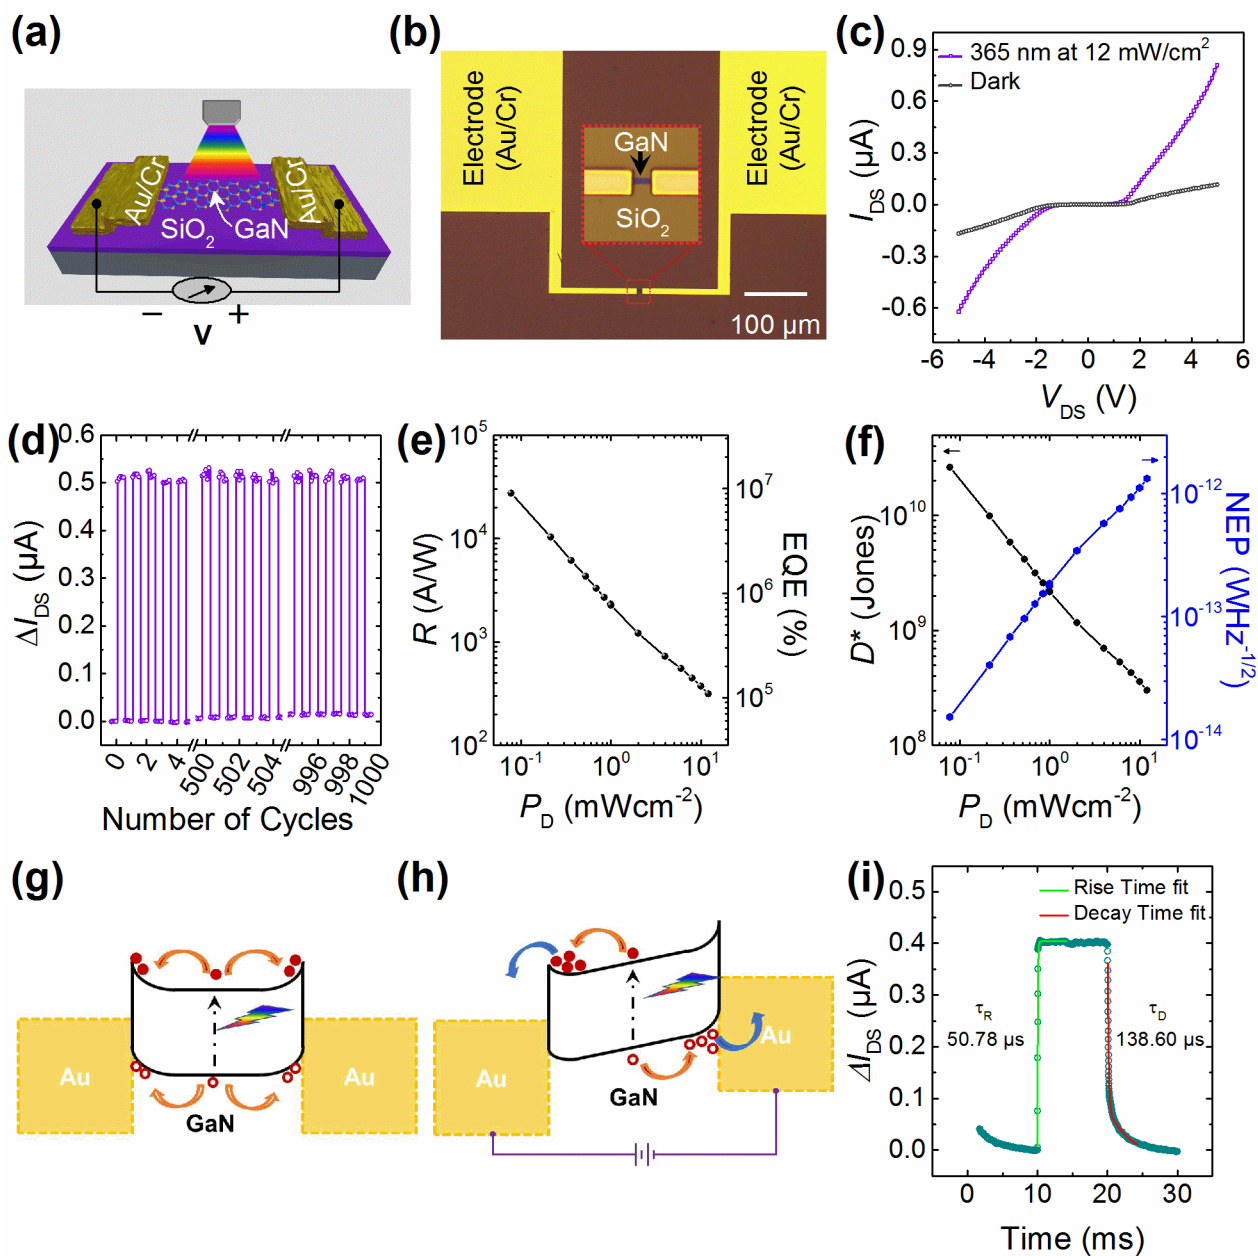 (a)
Au/Cr
Au/Cr
SiO2
GaN
− +
V
(b)
Electrode
(Au/Cr)
Electrode
(Au/Cr)
GaN
SiO2
100 µm
(c)
365 nm at 12 mW/cm²
Dark
0.9
0.6
0.3
0.0
-0.3
-0.6
IDS (µA)
-6 -4 -2 0 2 4 6
VDS (V)
(d)
0.6
0.5
0.4
0.3
0.2
0.1
0.0
ΔIDS (µA)
0 2 4 500 502 504 996 998 1000
Number of Cycles
(e)
10⁵
10⁴
10³
10²
R (A/W)
10⁷
10⁶
10⁵
EQE (%)
10⁻¹ 10⁰ 10¹
PD (mWcm⁻²)
(f)
10¹⁰
10⁹
10⁸
D* (Jones)
10⁻¹²
10⁻¹³
10⁻¹⁴
NEP (WHz⁻¹/²)
10⁻¹ 10⁰ 10¹
PD (mWcm⁻²)
(g)
Au
Au
GaN
(h)
Au
Au
GaN
(i)
Rise Time fit
Decay Time fit
0.5
0.4
0.3
0.2
0.1
0.0
ΔIDS (µA)
τR
50.78 µs
τD
138.60 µs
0 10 20 30
Time (ms)